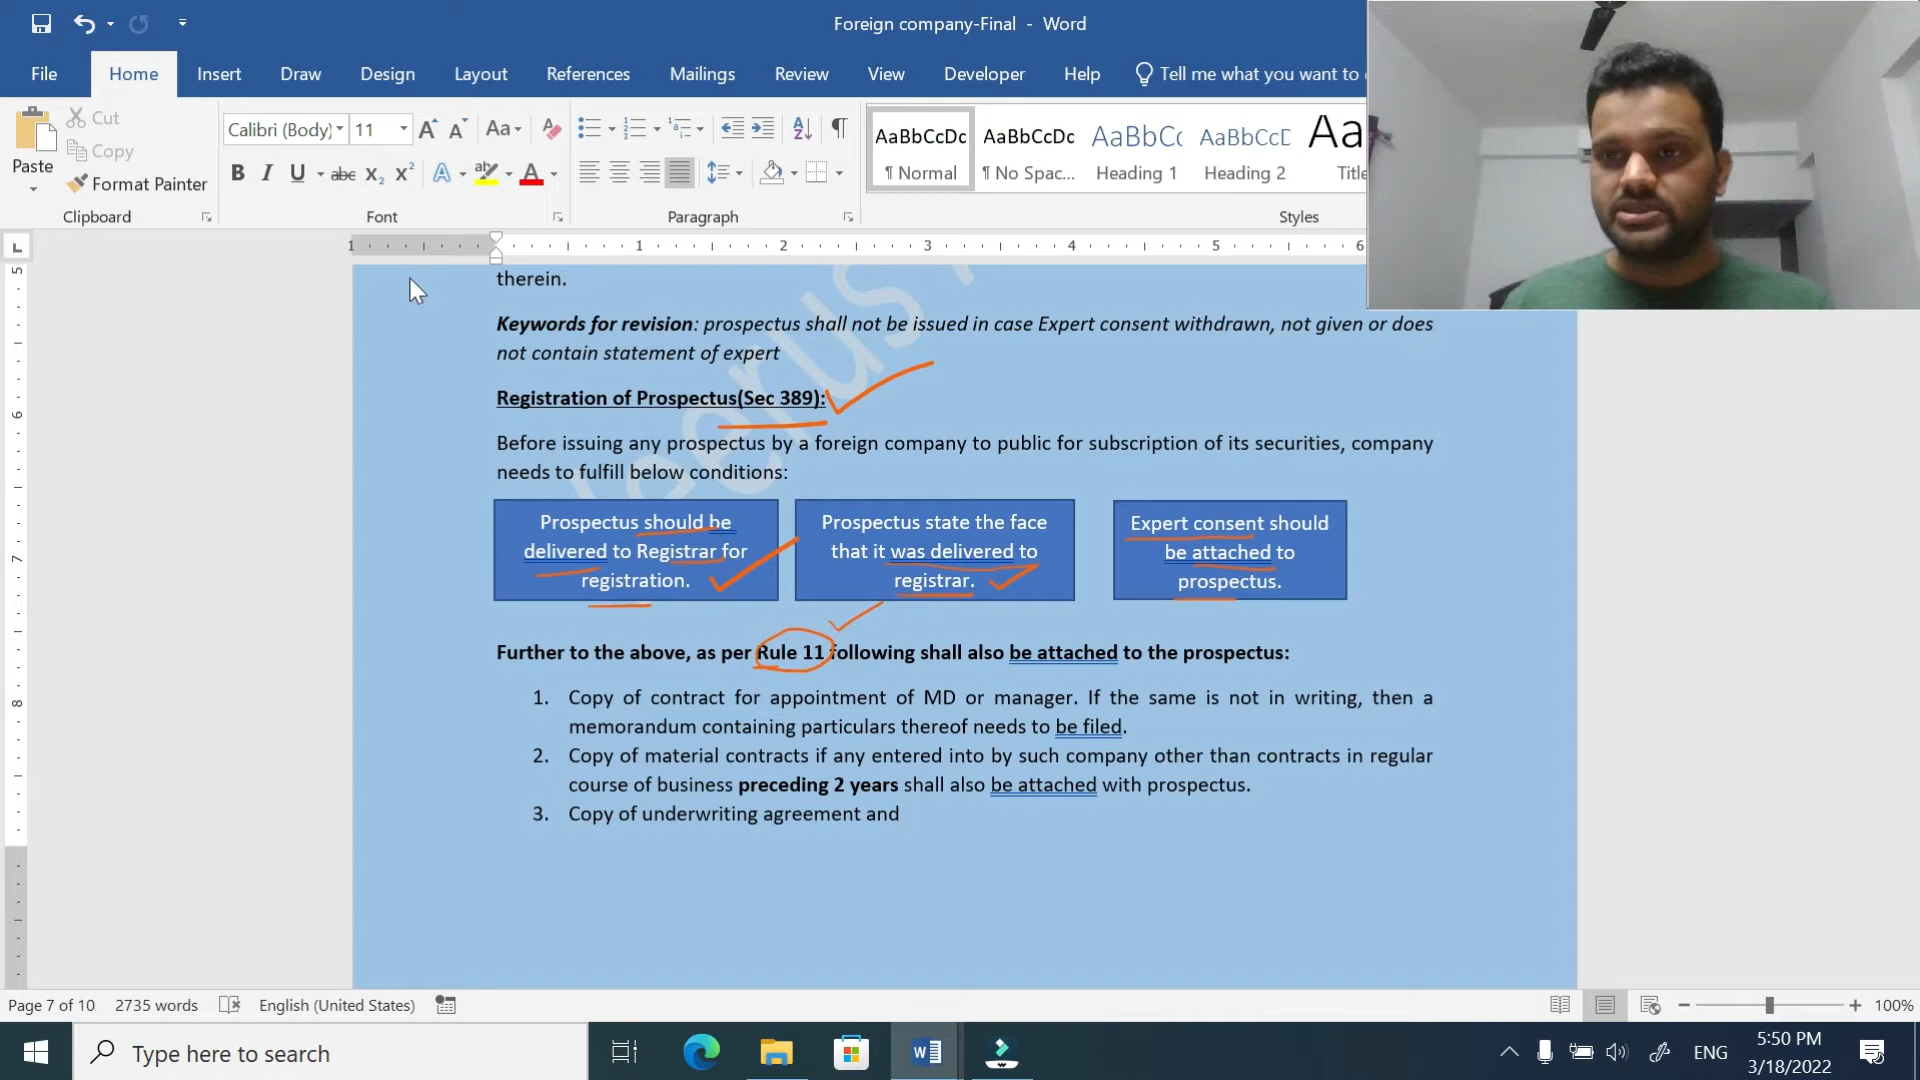 Foreign company-Final - Word
File Home Insert Draw Design Layout References Mailings Review View Developer Help Tell me what you want to
Paste
Cut
Copy
Format Painter
Clipboard
Calibri (Body) 11
Font
Paragraph
AaBbCcDc AaBbCcDc AaBbCc AaBbCcD Aa
¶ Normal ¶ No Spac... Heading 1 Heading 2 Title
Styles
1 1 2 3 4 5 6
5
6
7
8
therein.
Keywords for revision: prospectus shall not be issued in case Expert consent withdrawn, not given or does
not contain statement of expert
Registration of Prospectus(Sec 389):
Before issuing any prospectus by a foreign company to public for subscription of its securities, company
needs to fulfill below conditions:
Prospectus should be
delivered to Registrar for
registration.
Prospectus state the face
that it was delivered to
registrar.
Expert consent should
be attached to
prospectus.
Further to the above, as per Rule 11 following shall also be attached to the prospectus:
1. Copy of contract for appointment of MD or manager. If the same is not in writing, then a
memorandum containing particulars thereof needs to be filed.
2. Copy of material contracts if any entered into by such company other than contracts in regular
course of business preceding 2 years shall also be attached with prospectus.
3. Copy of underwriting agreement and
Page 7 of 10 2735 words English (United States) 100%
Type here to search
ENG
5:50 PM
3/18/2022